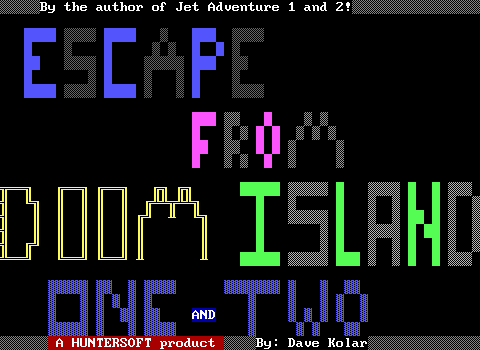 By the author of Jet Adventure 1 and 2!
ESCAPE
FROM
DOOM ISLAND
ONE AND TWO
A HUNTERSOFT product By: Dave Kolar